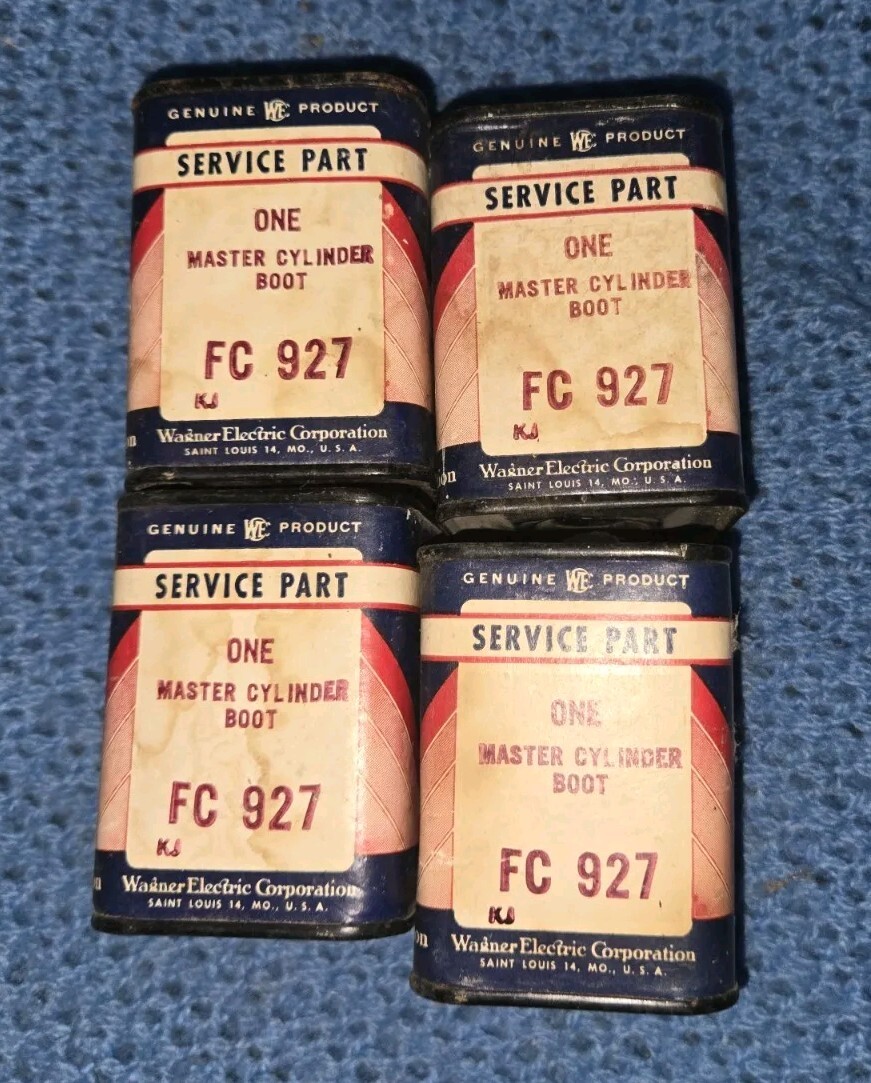 GENUINE WE PRODUCT
SERVICE PART
ONE
MASTER CYLINDER
BOOT
FC 927
KJ
Wagner Electric Corporation
SAINT LOUIS 14, MO., U. S. A.
GENUINE WE PRODUCT
SERVICE PART
ONE
MASTER CYLINDER
BOOT
FC 927
KJ
on
Wagner Electric Corporation
SAINT LOUIS 14, MO., U. S. A.
GENUINE WE PRODUCT
SERVICE PART
ONE
MASTER CYLINDER
BOOT
FC 927
KJ
Wagner Electric Corporation
SAINT LOUIS 14, MO., U. S. A.
GENUINE WE PRODUCT
SERVICE PART
ONE
MASTER CYLINDER
BOOT
FC 927
KJ
on
Wagner Electric Corporation
SAINT LOUIS 14, MO., U. S. A.